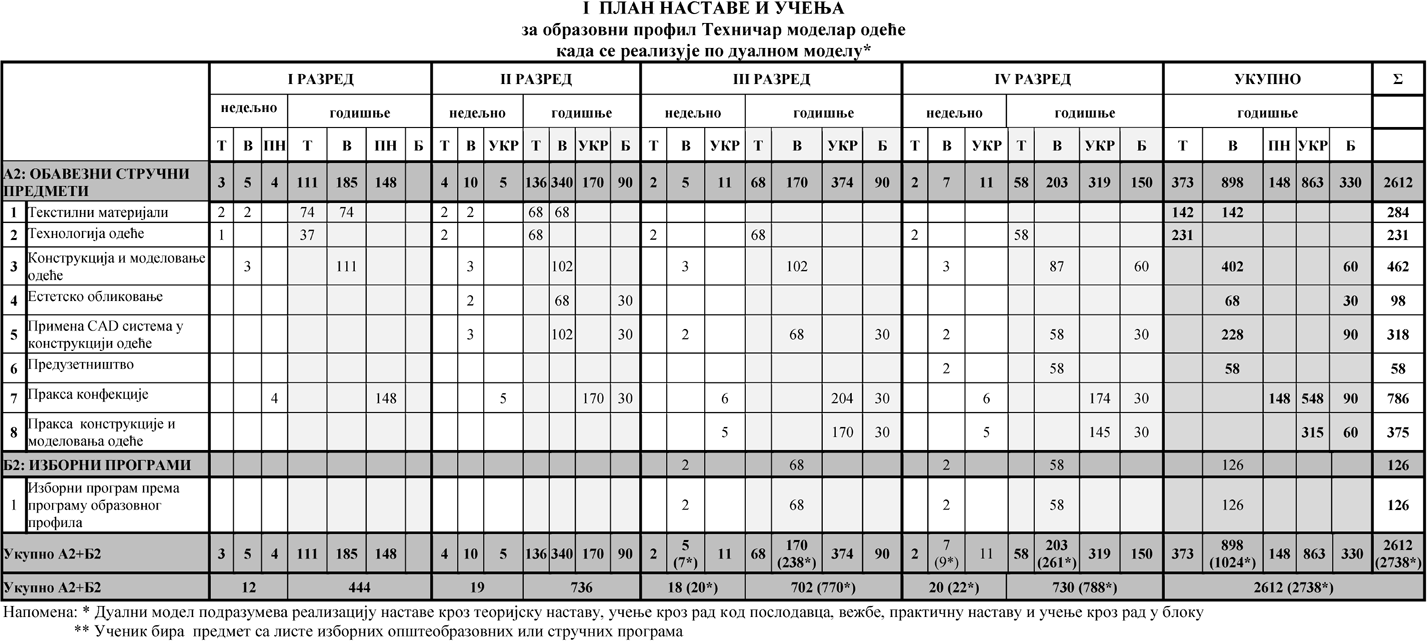 I ПЛАН НАСТАВЕ И УЧЕЊА
за образовни профил Техничар моделар одеће
када се реализује по дуалном моделу*
I РАЗРЕД II РАЗРЕД III РАЗРЕД IV РАЗРЕД УКУПНО Σ
недељно годишње недељно годишње недељно годишње недељно годишње годишње
Т В ПН Т В ПН Б Т В УКР Т В УКР Б Т В УКР Т В УКР Б Т В УКР Т В УКР Б Т В ПН УКР Б
А2: ОБАВЕЗНИ СТРУЧНИ
ПРЕДМЕТИ 3 5 4 111 185 148 4 10 5 136 340 170 90 2 5 11 68 170 374 90 2 7 11 58 203 319 150 373 898 148 863 330 2612
1 Текстилни материјали 2 2 74 74 2 2 68 68 142 142 284
2 Технологија одеће 1 37 2 68 2 68 2 58 231 231
3 Конструкција и моделовање
одеће 3 111 3 102 3 102 3 87 60 402 60 462
4 Естетско обликовање 2 68 30 68 30 98
5 Примена CAD система у
конструкцији одеће 3 102 30 2 68 30 2 58 30 228 90 318
6 Предузетништво 2 58 58 58
7 Пракса конфекције 4 148 5 170 30 6 204 30 6 174 30 148 548 90 786
8 Пракса конструкције и
моделовања одеће 5 170 30 5 145 30 315 60 375
Б2: ИЗБОРНИ ПРОГРАМИ 2 68 2 58 126 126
1 Изборни програм према
програму образовног
профила 2 68 2 58 126 126
Укупно А2+Б2 3 5 4 111 185 148 4 10 5 136 340 170 90 2 5 (7*) 11 68 170 (238*) 374 90 2 7 (9*) 11 58 203 (261*) 319 150 373 898 (1024*) 148 863 330 2612 (2738*)
Укупно А2+Б2 12 444 19 736 18 (20*) 702 (770*) 20 (22*) 730 (788*) 2612 (2738*)
Напомена: * Дуални модел подразумева реализацију наставе кроз теоријску наставу, учење кроз рад код послодавца, вежбе, практичну наставу и учење кроз рад у блоку
** Ученик бира предмет са листе изборних општеобразовних или стручних програма